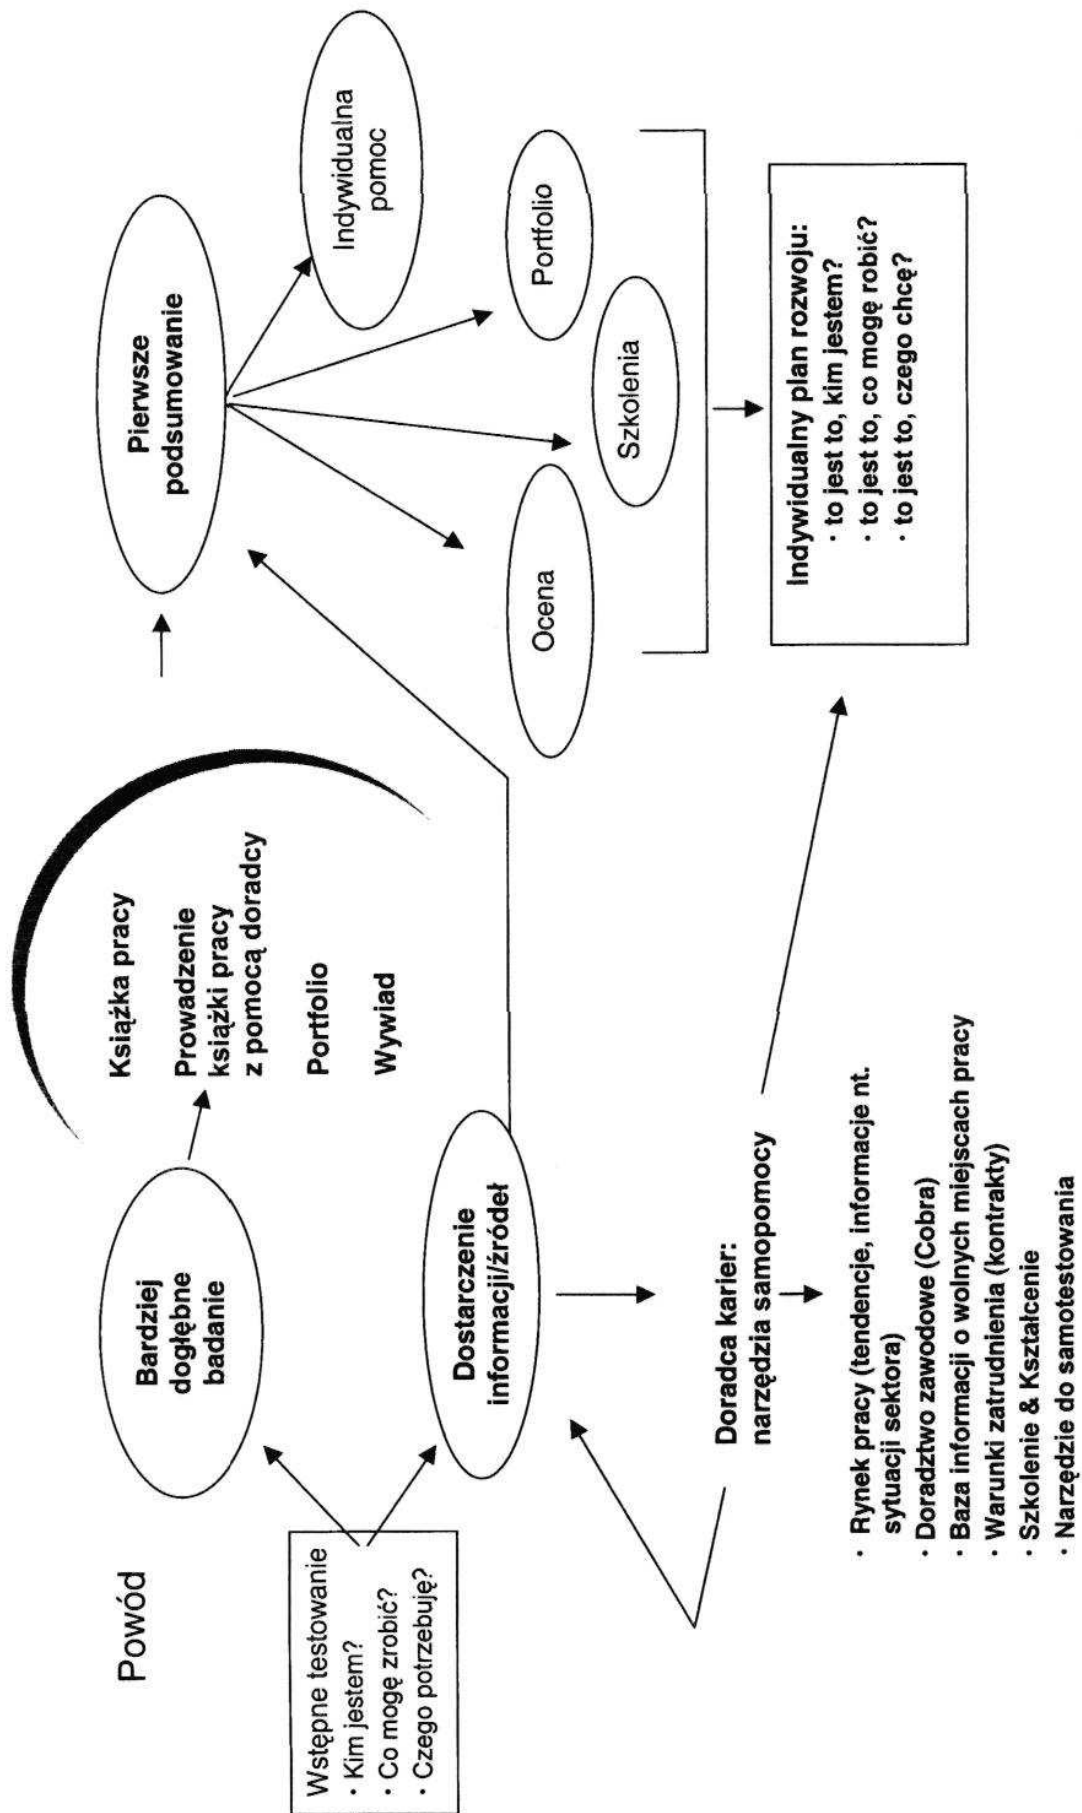 Powód
Wstępne testowanie
· Kim jestem?
· Co mogę zrobić?
· Czego potrzebuję?
Bardziej
dogłębne
badanie
Dostarczenie
informacji/źródeł
Książka pracy
Prowadzenie
książki pracy
z pomocą doradcy
Portfolio
Wywiad
Pierwsze
podsumowanie
Indywidualna
pomoc
Portfolio
Szkolenia
Ocena
Indywidualny plan rozwoju:
· to jest to, kim jestem?
· to jest to, co mogę robić?
· to jest to, czego chcę?
Doradca karier:
narzędzia samopomocy
· Rynek pracy (tendencje, informacje nt.
sytuacji sektora)
· Doradztwo zawodowe (Cobra)
· Baza informacji o wolnych miejscach pracy
· Warunki zatrudnienia (kontrakty)
· Szkolenie & Kształcenie
· Narzędzie do samotestowania